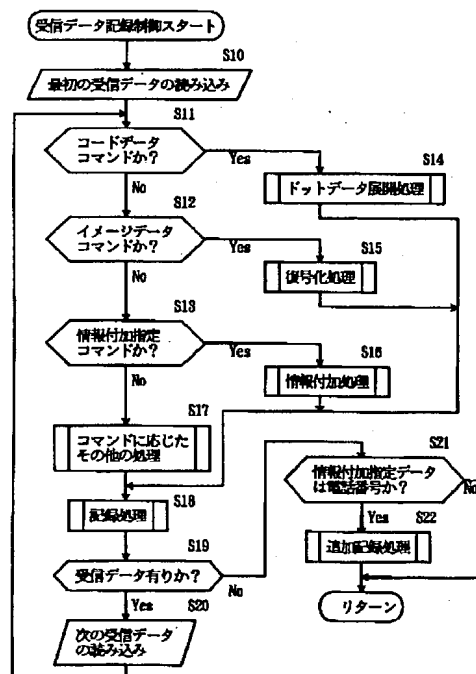 受信データ記録制御スタート
S10
最初の受信データの読み込み
S11
コードデータ
コマンドか？
Yes
S14
No
ドットデータ展開処理
S12
イメージデータ
コマンドか？
Yes
S15
No
復号化処理
S13
情報付加指定
コマンドか？
Yes
S16
No
情報付加処理
S17
コマンドに応じた
その他の処理
S21
情報付加指定データ
は電話番号か？
No
S18
記録処理
Yes
S22
追加記録処理
S19
受信データ有りか？
No
リターン
Yes
S20
次の受信データ
の読み込み